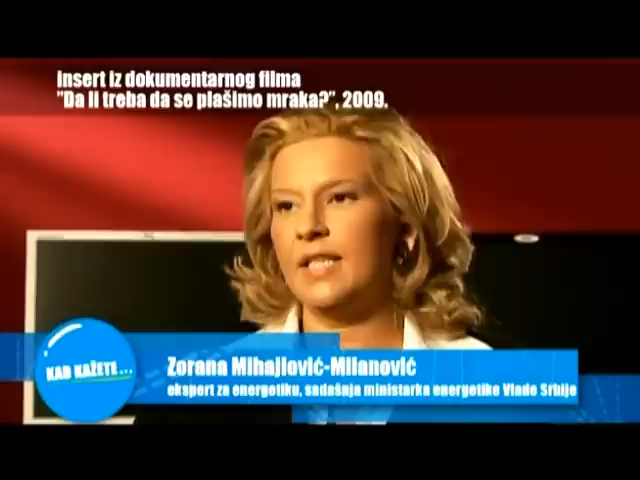 Insert iz dokumentarnog filma
"Da li treba da se plašimo mraka?", 2009.
KAD KAŽETE...
Zorana Mihajlović-Milanović
ekspert za energetiku, sadašnja ministarka energetike Vlade Srbije